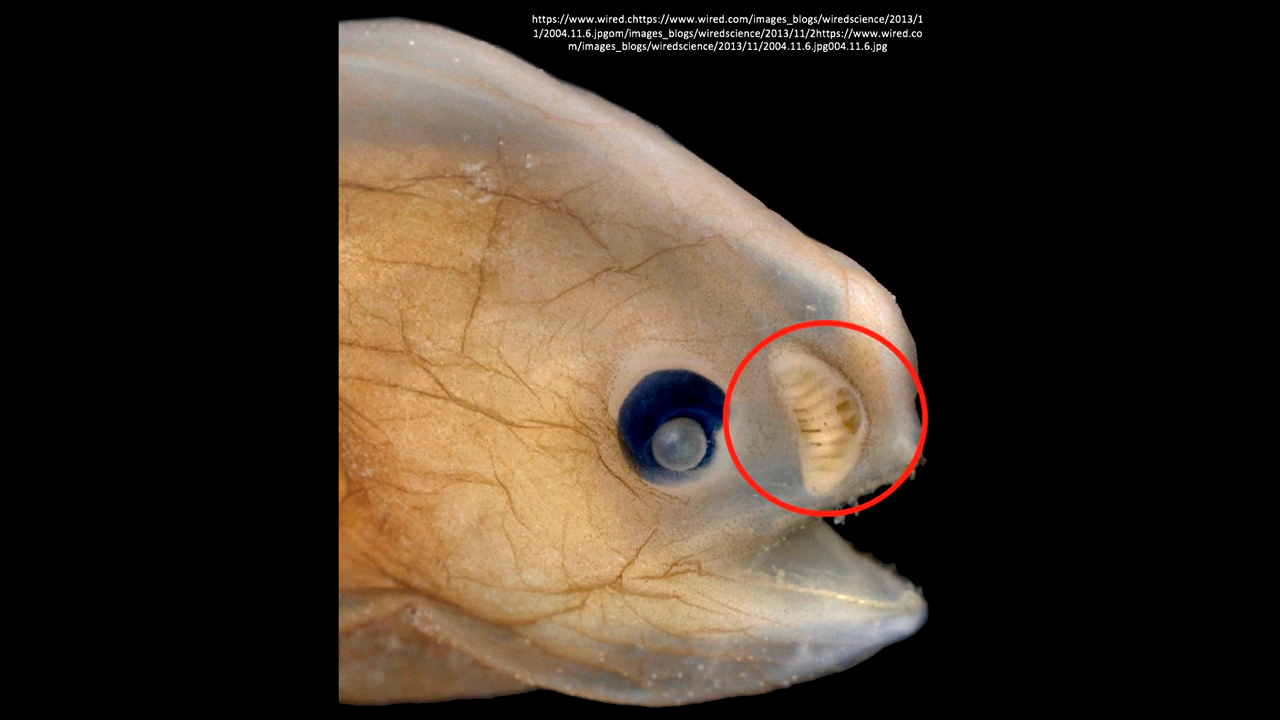 https://www.wired.chttps://www.wired.com/images_blogs/wiredscience/2013/1
1/2004.11.6.jpgom/images_blogs/wiredscience/2013/11/2https://www.wired.co
m/images_blogs/wiredscience/2013/11/2004.11.6.jpg004.11.6.jpg